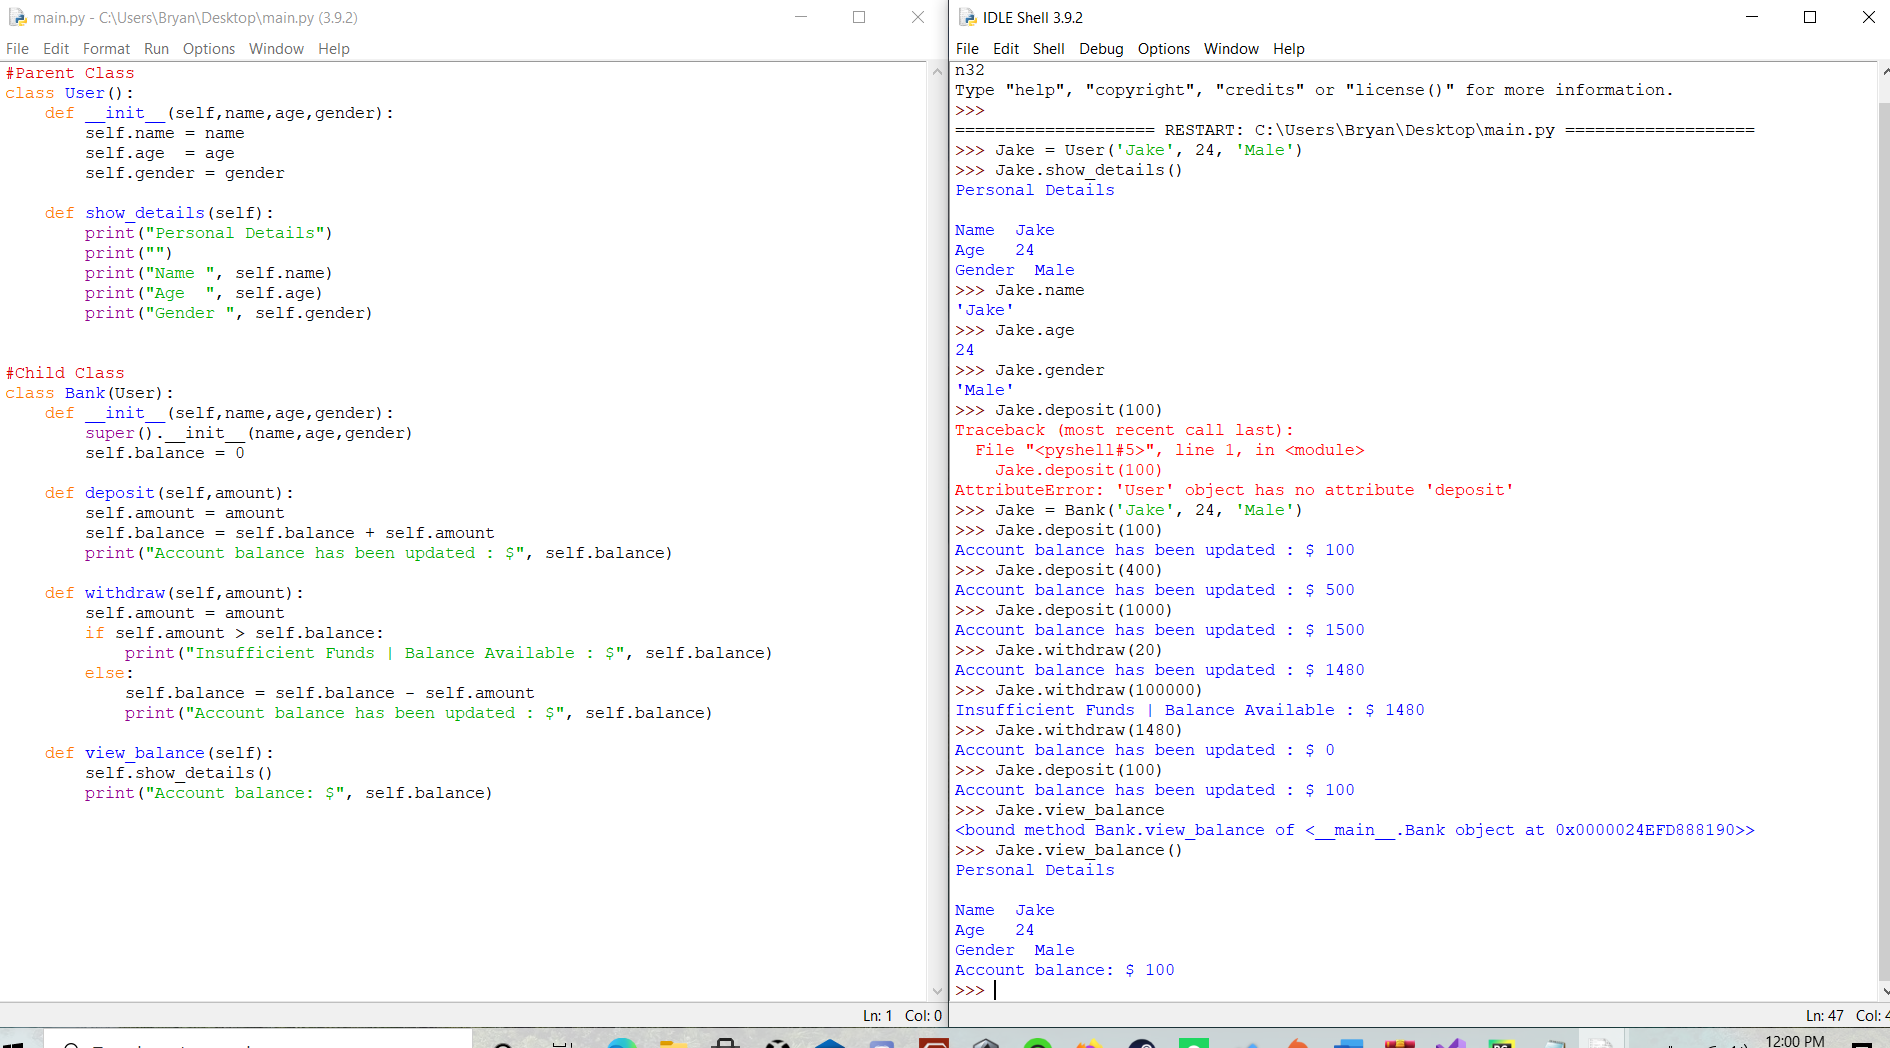 main.py - C:\Users\Bryan\Desktop\main.py (3.9.2)
File Edit Format Run Options Window Help
#Parent Class
class User():
    def __init__(self,name,age,gender):
        self.name = name
        self.age  = age
        self.gender = gender

    def show_details(self):
        print("Personal Details")
        print("")
        print("Name ", self.name)
        print("Age  ", self.age)
        print("Gender ", self.gender)


#Child Class
class Bank(User):
    def __init__(self,name,age,gender):
        super().__init__(name,age,gender)
        self.balance = 0

    def deposit(self,amount):
        self.amount = amount
        self.balance = self.balance + self.amount
        print("Account balance has been updated : $", self.balance)

    def withdraw(self,amount):
        self.amount = amount
        if self.amount > self.balance:
            print("Insufficient Funds | Balance Available : $", self.balance)
        else:
            self.balance = self.balance - self.amount
            print("Account balance has been updated : $", self.balance)

    def view_balance(self):
        self.show_details()
        print("Account balance: $", self.balance)
Ln: 1 Col: 0
IDLE Shell 3.9.2
File Edit Shell Debug Options Window Help
n32
Type "help", "copyright", "credits" or "license()" for more information.
>>>
==================== RESTART: C:\Users\Bryan\Desktop\main.py ===================
>>> Jake = User('Jake', 24, 'Male')
>>> Jake.show_details()
Personal Details

Name  Jake
Age   24
Gender  Male
>>> Jake.name
'Jake'
>>> Jake.age
24
>>> Jake.gender
'Male'
>>> Jake.deposit(100)
Traceback (most recent call last):
  File "<pyshell#5>", line 1, in <module>
    Jake.deposit(100)
AttributeError: 'User' object has no attribute 'deposit'
>>> Jake = Bank('Jake', 24, 'Male')
>>> Jake.deposit(100)
Account balance has been updated : $ 100
>>> Jake.deposit(400)
Account balance has been updated : $ 500
>>> Jake.deposit(1000)
Account balance has been updated : $ 1500
>>> Jake.withdraw(20)
Account balance has been updated : $ 1480
>>> Jake.withdraw(100000)
Insufficient Funds | Balance Available : $ 1480
>>> Jake.withdraw(1480)
Account balance has been updated : $ 0
>>> Jake.deposit(100)
Account balance has been updated : $ 100
>>> Jake.view_balance
<bound method Bank.view_balance of <__main__.Bank object at 0x0000024EFD888190>>
>>> Jake.view_balance()
Personal Details

Name  Jake
Age   24
Gender  Male
Account balance: $ 100
>>>
Ln: 47 Col: 4
12:00 PM